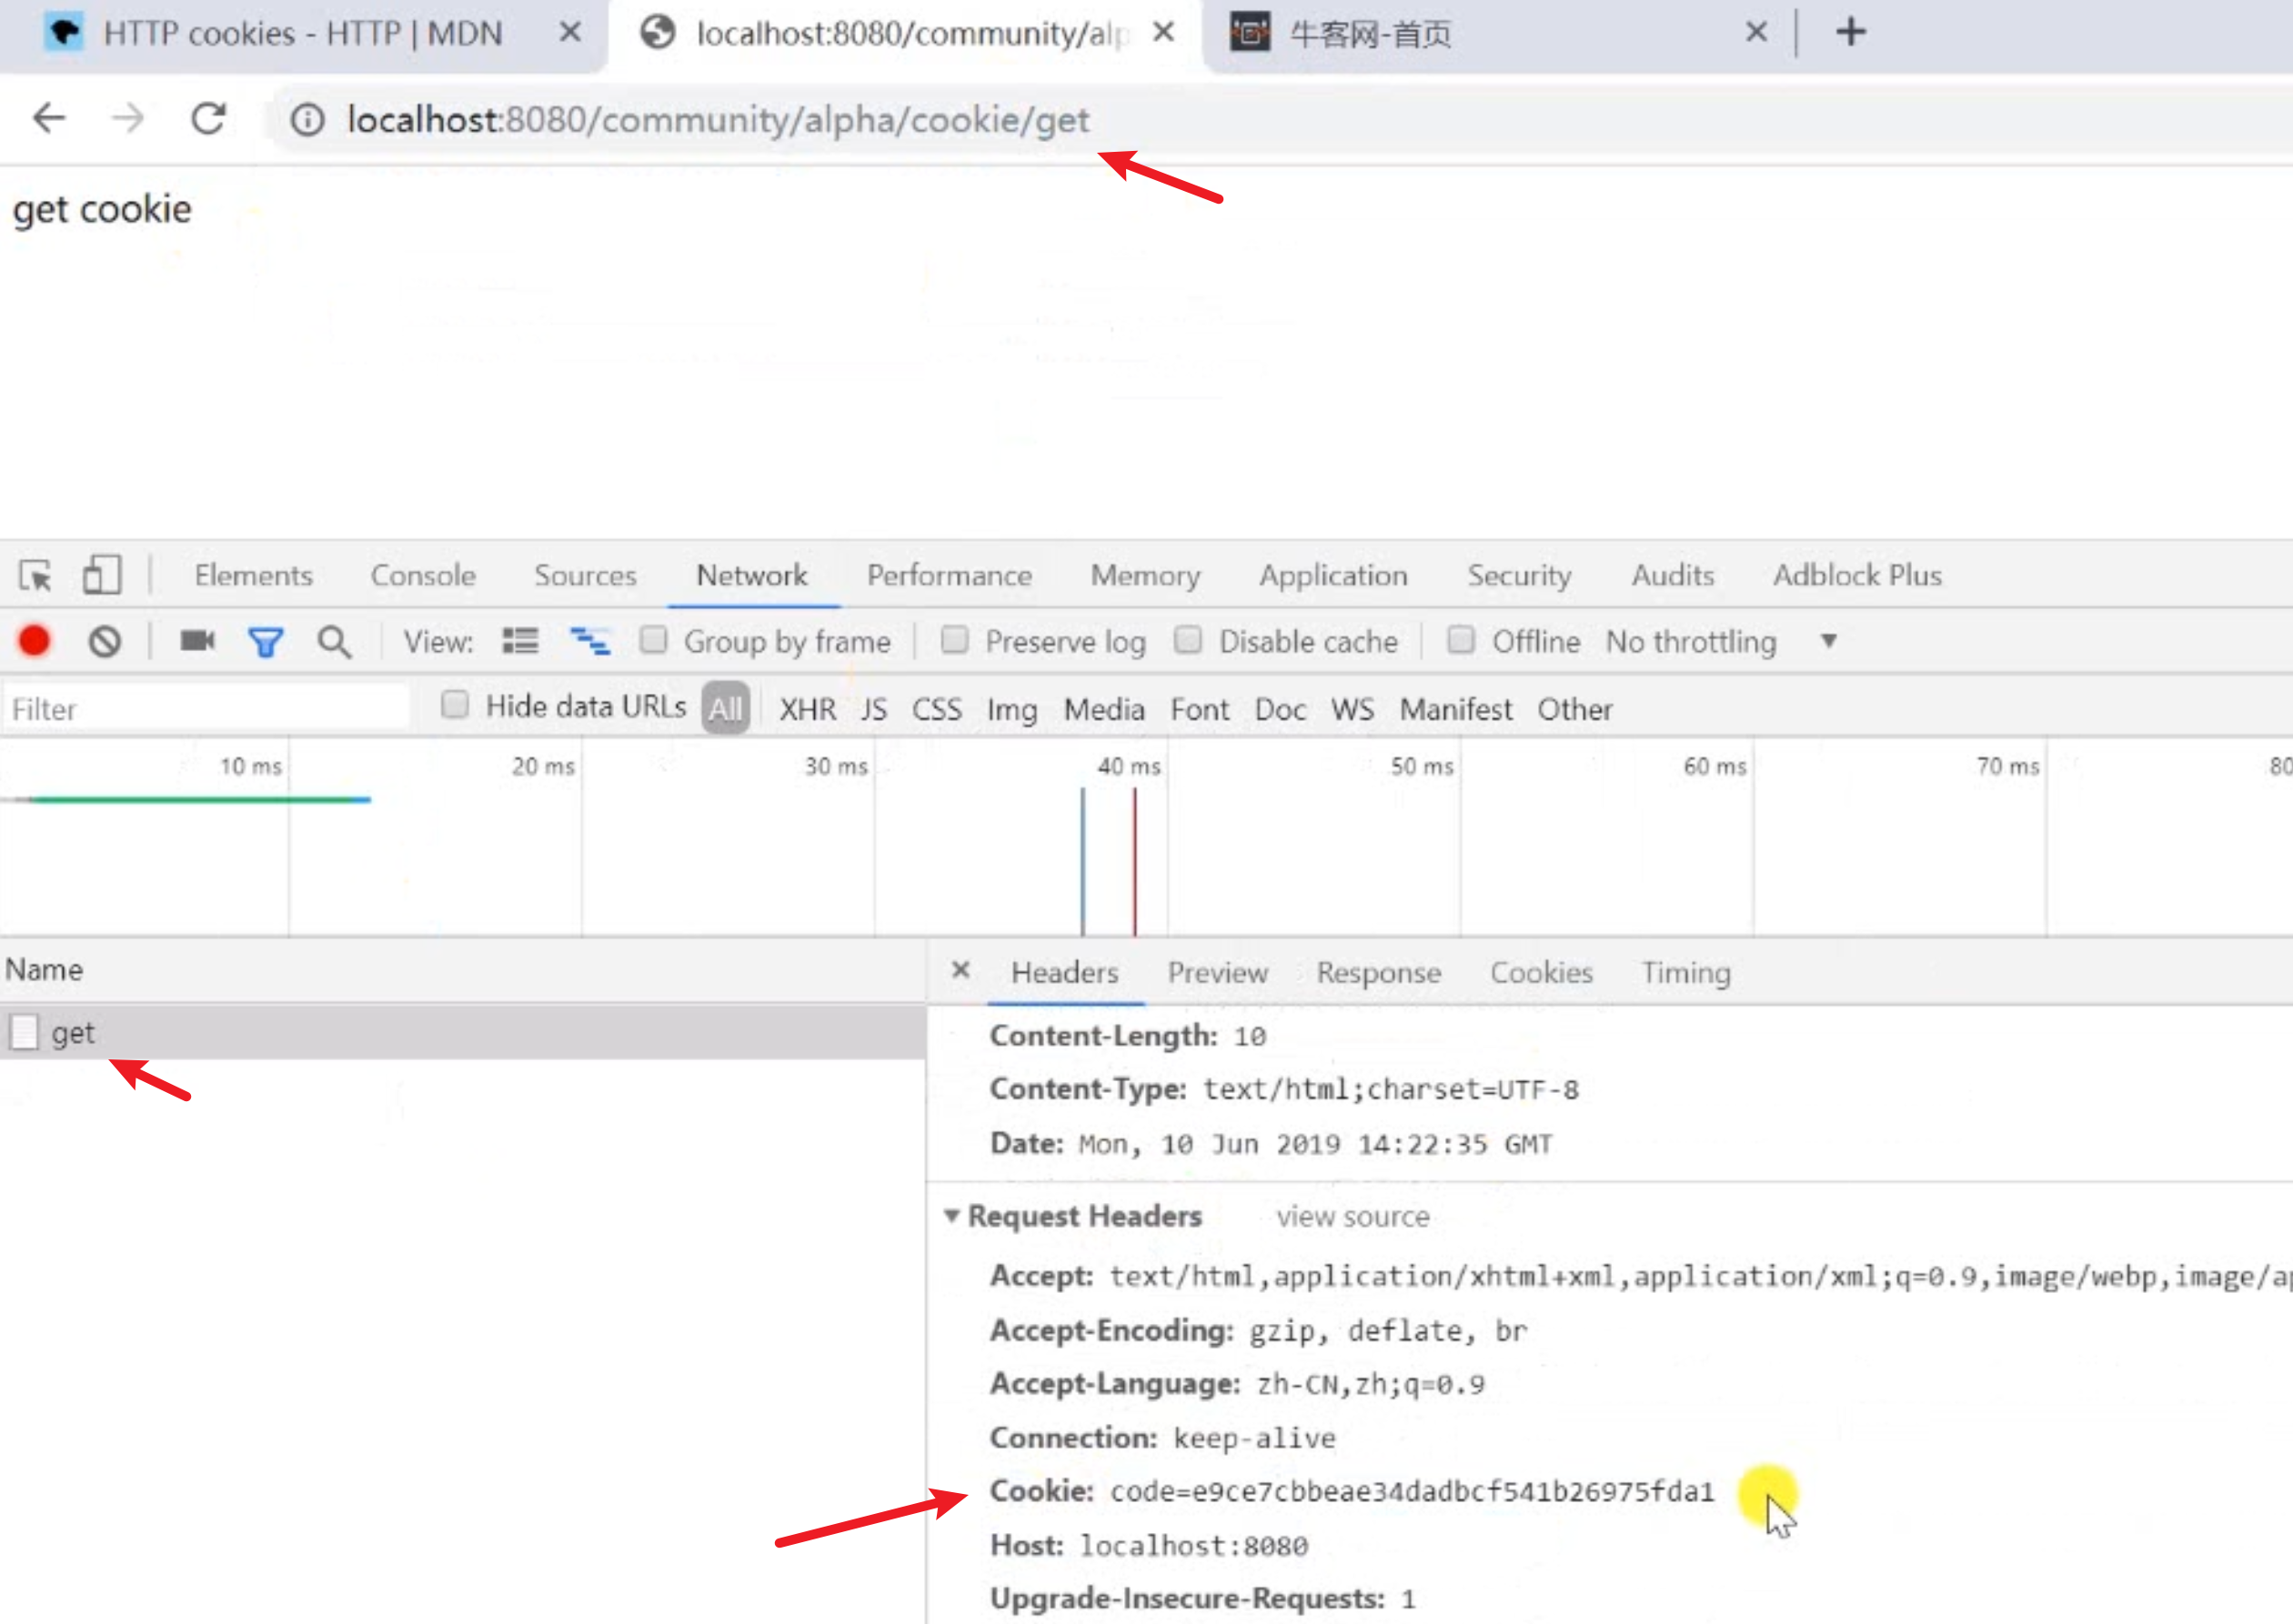 HTTP cookies - HTTP | MDN
localhost:8080/community/alp
牛客网-首页
localhost:8080/community/alpha/cookie/get
get cookie
Elements Console Sources Network Performance Memory Application Security Audits Adblock Plus
View: Group by frame Preserve log Disable cache Offline No throttling
Filter Hide data URLs All XHR JS CSS Img Media Font Doc WS Manifest Other
10 ms 20 ms 30 ms 40 ms 50 ms 60 ms 70 ms 80
Name
Headers Preview Response Cookies Timing
get
Content-Length: 10
Content-Type: text/html;charset=UTF-8
Date: Mon, 10 Jun 2019 14:22:35 GMT
Request Headers view source
Accept: text/html,application/xhtml+xml,application/xml;q=0.9,image/webp,image/ap
Accept-Encoding: gzip, deflate, br
Accept-Language: zh-CN,zh;q=0.9
Connection: keep-alive
Cookie: code=e9ce7cbbeae34dadbcf541b26975fda1
Host: localhost:8080
Upgrade-Insecure-Requests: 1